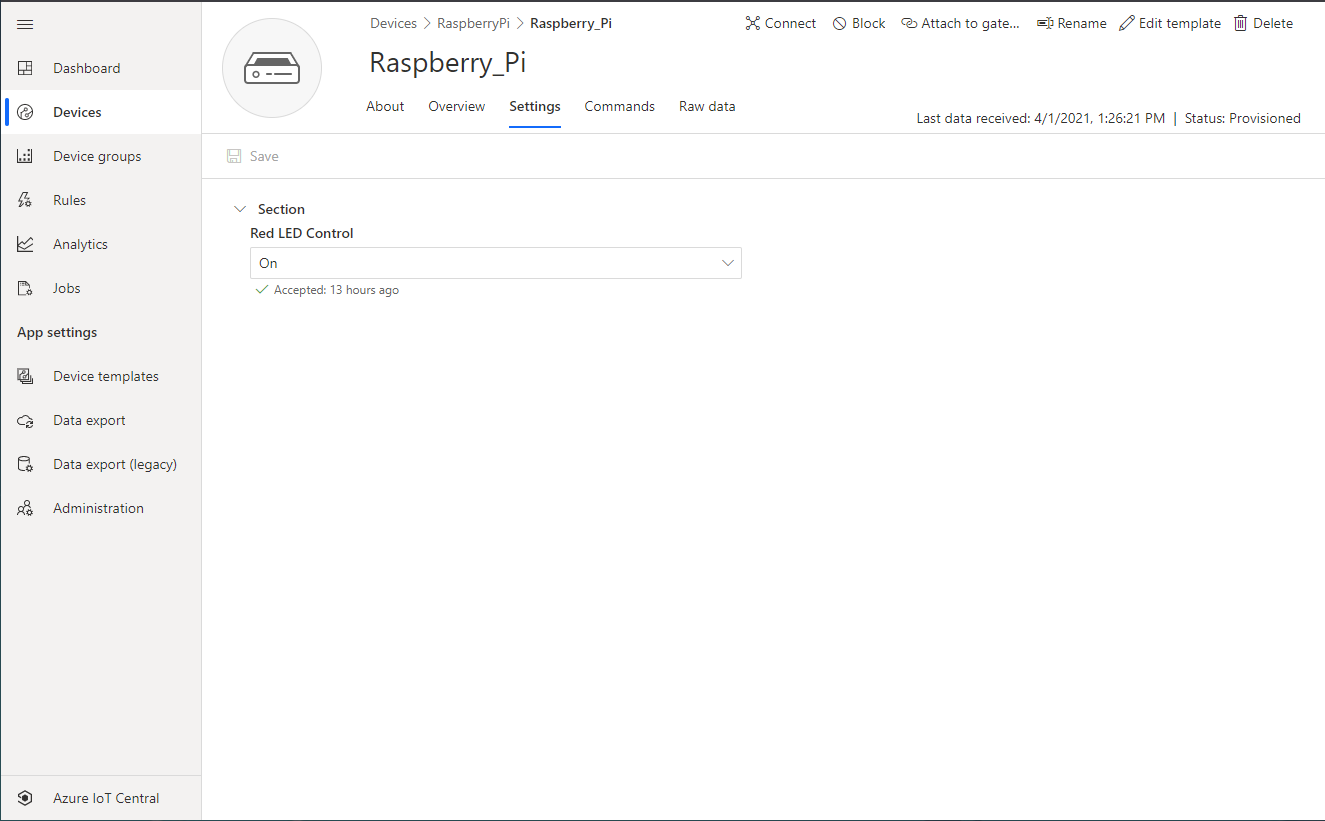 Devices > RaspberryPi > Raspberry_Pi
Connect
Block
Attach to gate...
Rename
Edit template
Delete
Raspberry_Pi
About
Overview
Settings
Commands
Raw data
Last data received: 4/1/2021, 1:26:21 PM | Status: Provisioned
Dashboard
Devices
Device groups
Rules
Analytics
Jobs
App settings
Device templates
Data export
Data export (legacy)
Administration
Azure IoT Central
Save
Section
Red LED Control
On
Accepted: 13 hours ago